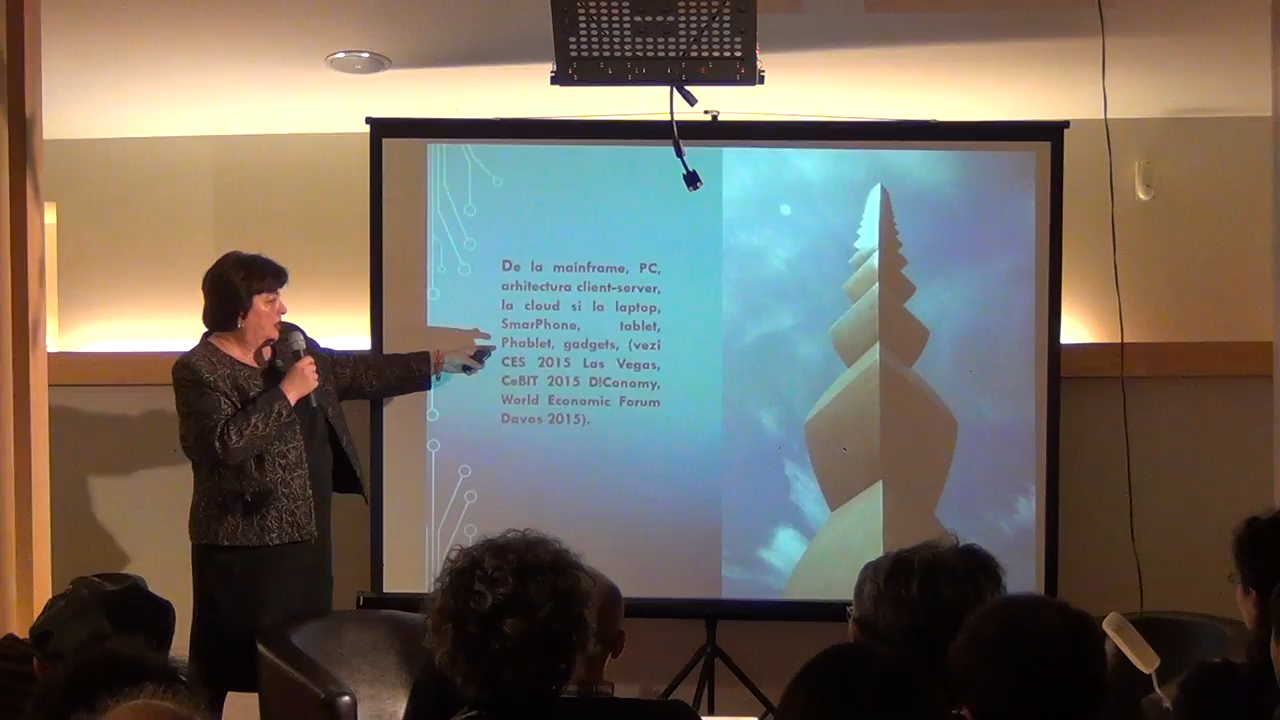 De la mainframe, PC,
arhitectura client-server,
la cloud si la laptop,
SmarPhone, tablet,
Phablet, gadgets, (vezi
CES 2015 Las Vegas,
CeBIT 2015 D!Conomy,
World Economic Forum
Davos 2015).